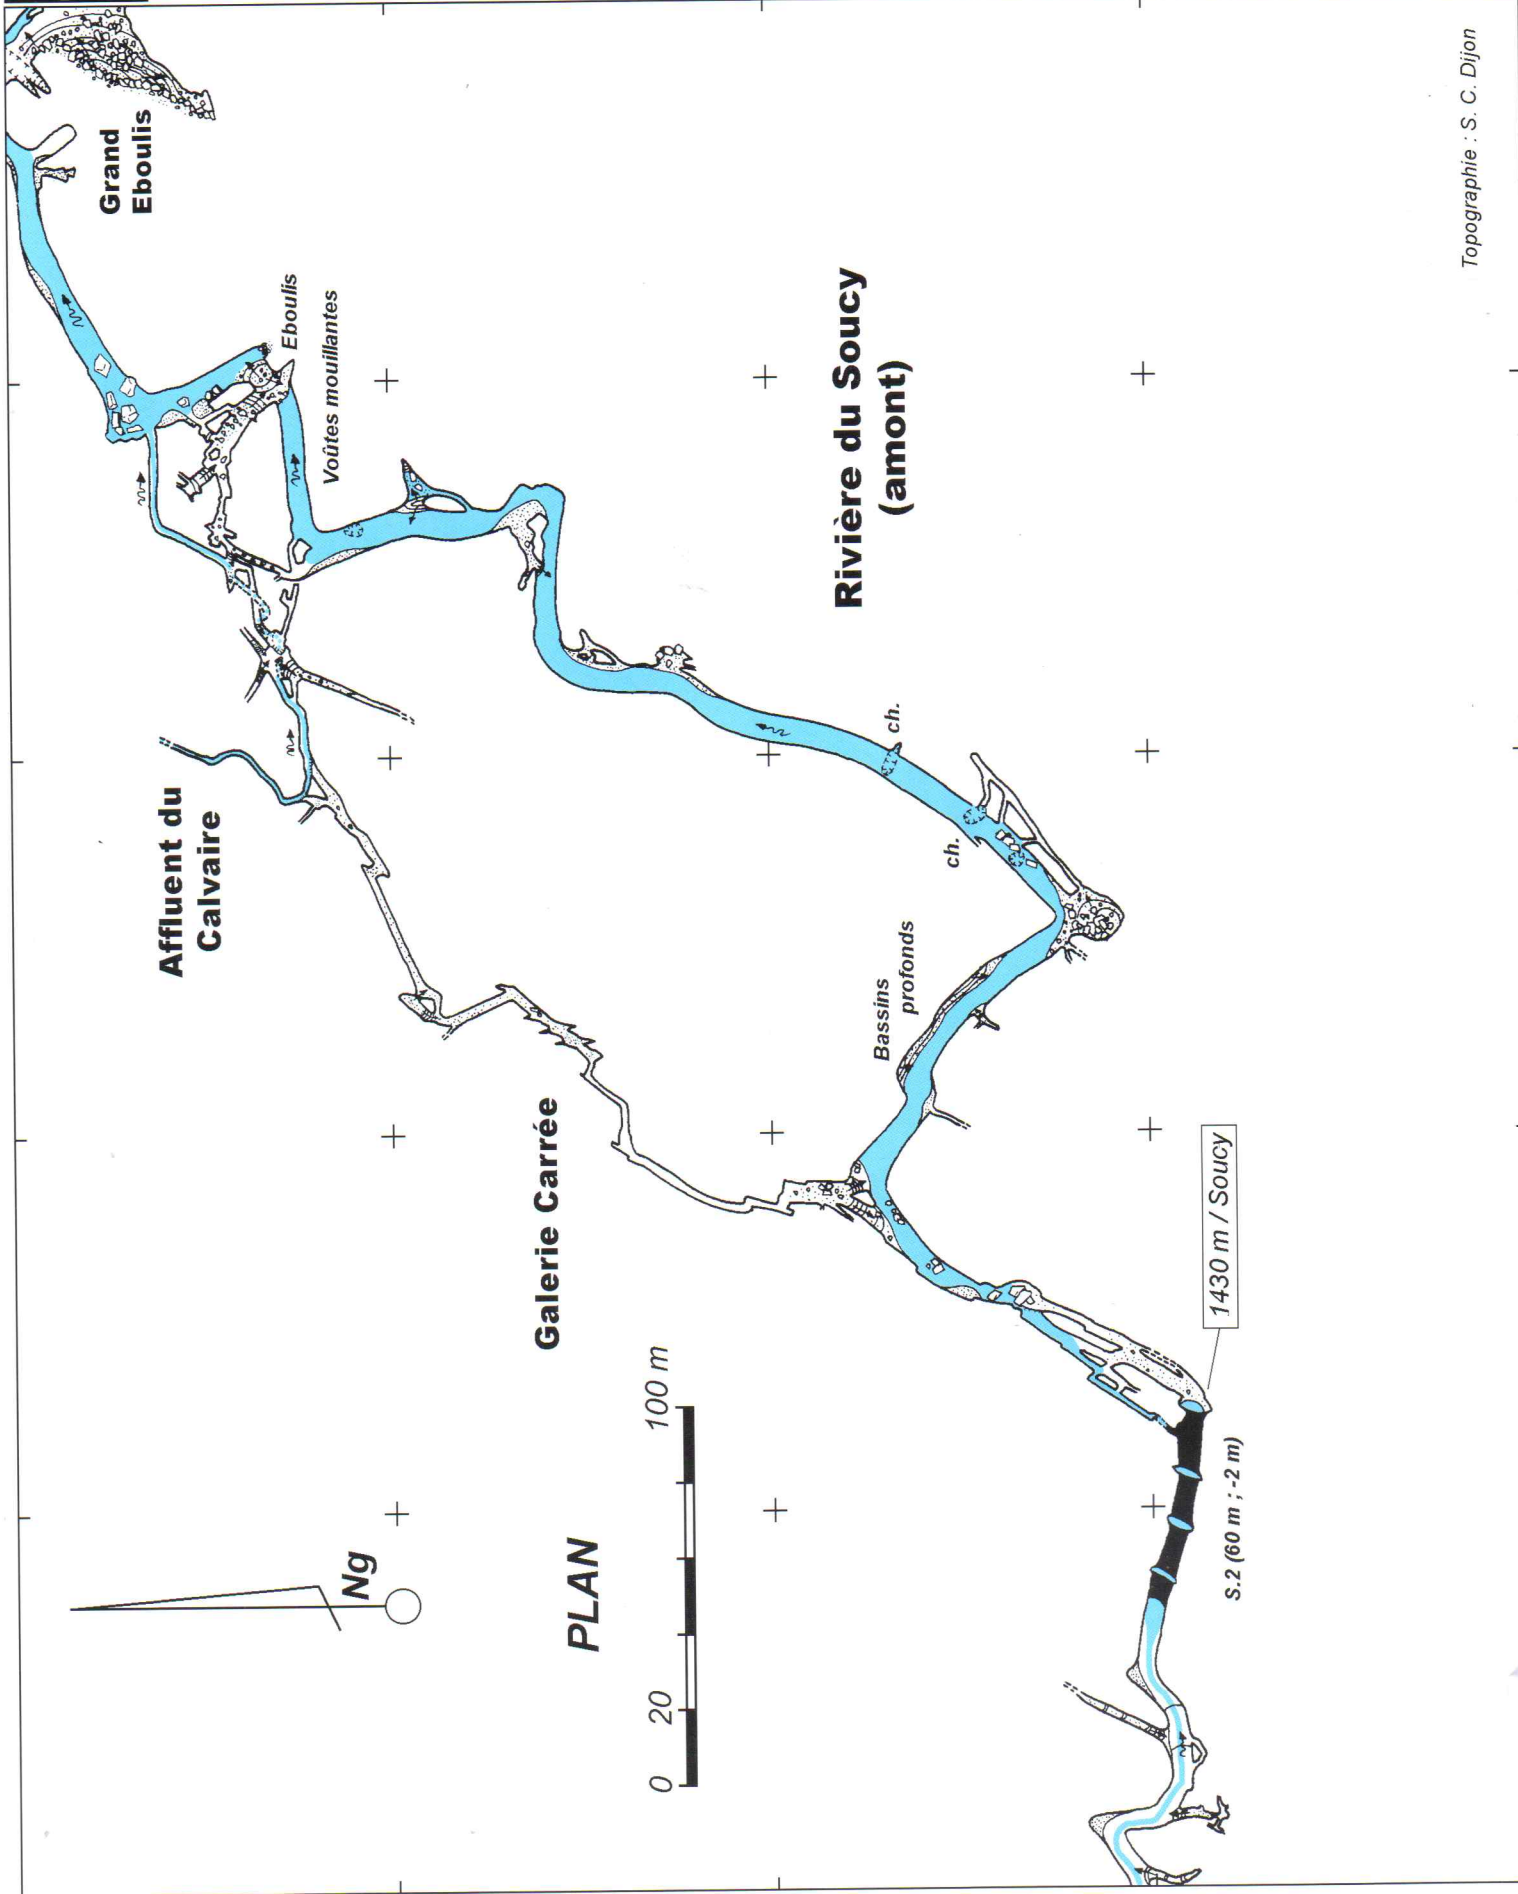 Grand
Eboulis
Eboulis
Voûtes mouillantes
Rivière du Soucy
(amont)
Affluent du
Calvaire
ch.
ch.
Bassins
profonds
Galerie Carrée
1430 m / Soucy
S.2 (60 m ; -2 m)
Ng
PLAN
0 20 100 m
Topographie : S. C. Dijon